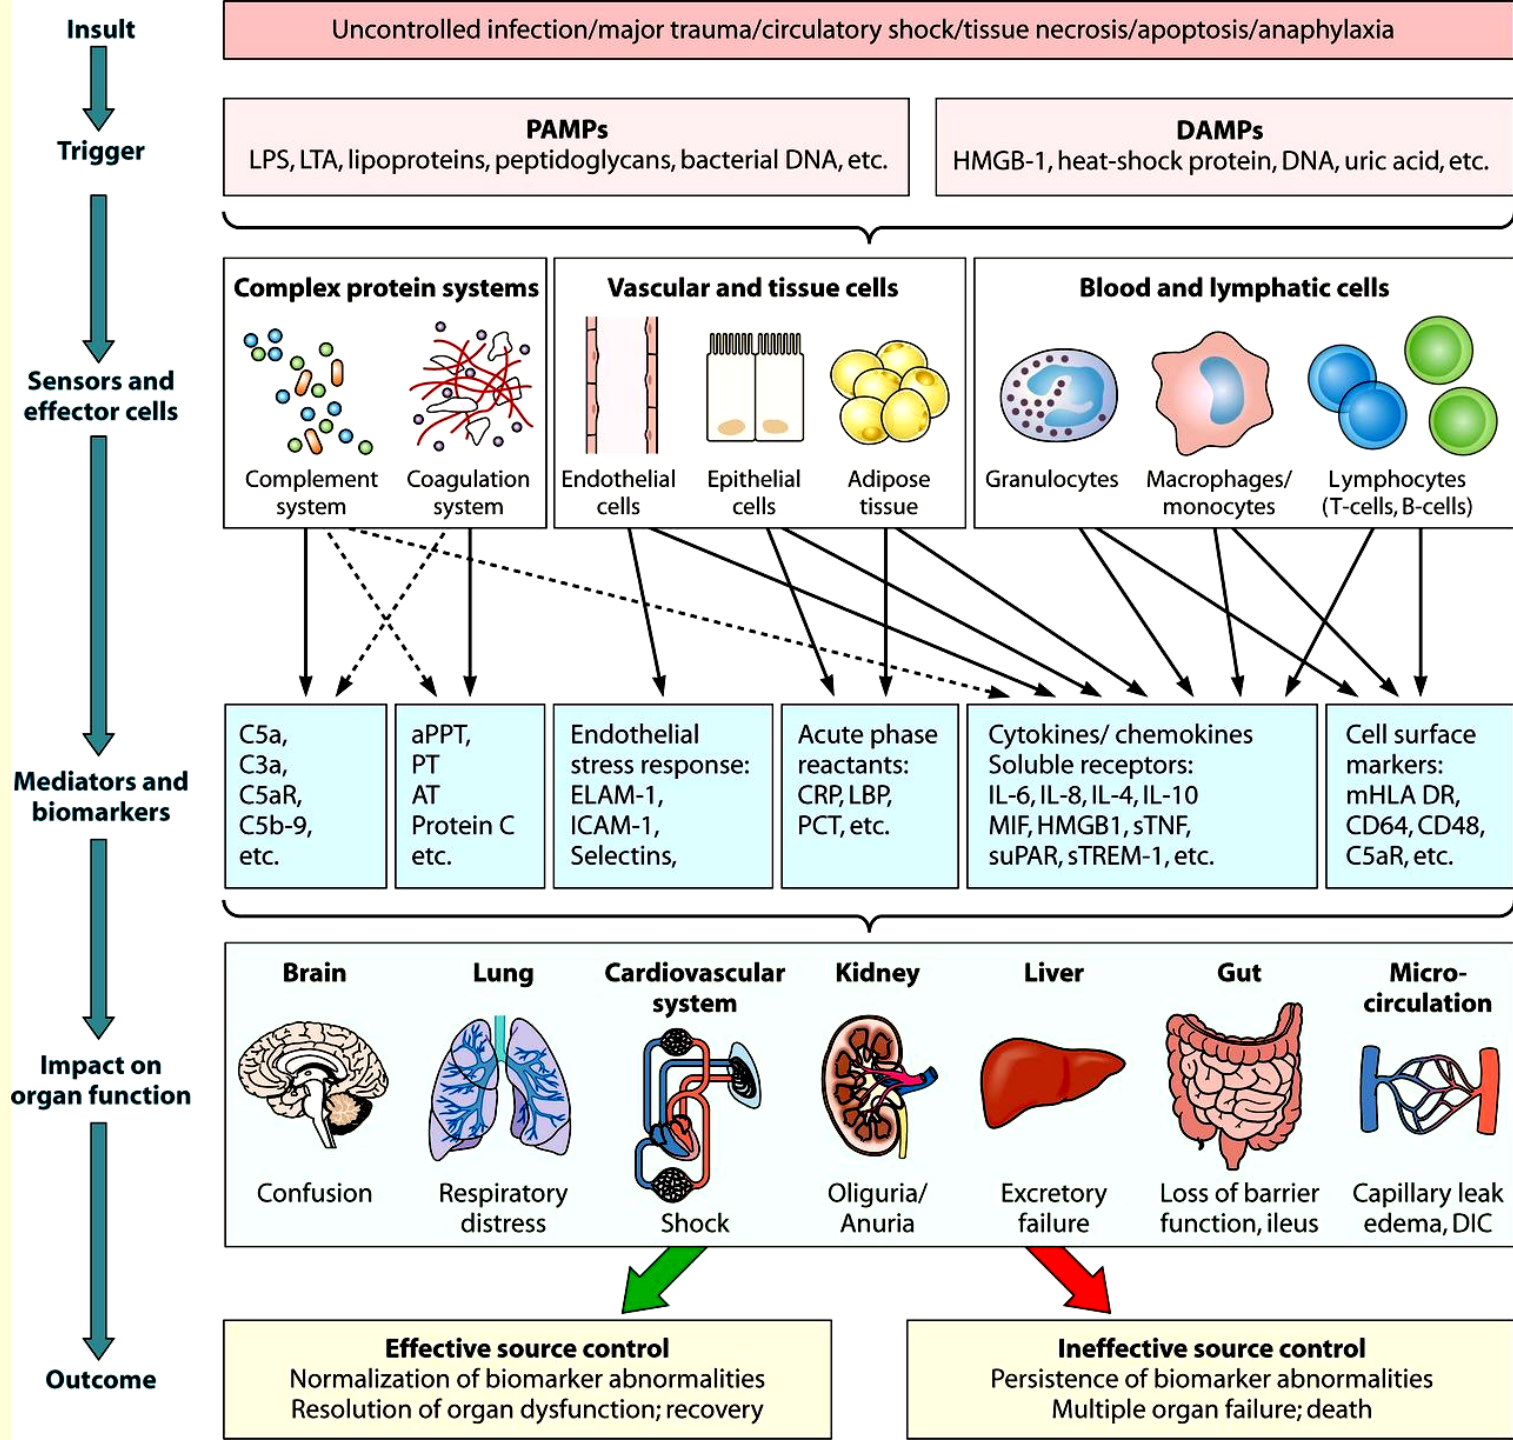 Insult
Uncontrolled infection/major trauma/circulatory shock/tissue necrosis/apoptosis/anaphylaxia
Trigger
PAMPs
LPS, LTA, lipoproteins, peptidoglycans, bacterial DNA, etc.
DAMPs
HMGB-1, heat-shock protein, DNA, uric acid, etc.
Sensors and
effector cells
Complex protein systems
Complement
system
Coagulation
system
Vascular and tissue cells
Endothelial
cells
Epithelial
cells
Adipose
tissue
Blood and lymphatic cells
Granulocytes
Macrophages/
monocytes
Lymphocytes
(T-cells, B-cells)
Mediators and
biomarkers
C5a,
C3a,
C5aR,
C5b-9,
etc.
aPPT,
PT
AT
Protein C
etc.
Endothelial
stress response:
ELAM-1,
ICAM-1,
Selectins,
Acute phase
reactants:
CRP, LBP,
PCT, etc.
Cytokines/ chemokines
Soluble receptors:
IL-6, IL-8, IL-4, IL-10
MIF, HMGB1, sTNF,
suPAR, sTREM-1, etc.
Cell surface
markers:
mHLA DR,
CD64, CD48,
C5aR, etc.
Impact on
organ function
Brain
Confusion
Lung
Respiratory
distress
Cardiovascular
system
Shock
Kidney
Oliguria/
Anuria
Liver
Excretory
failure
Gut
Loss of barrier
function, ileus
Micro-
circulation
Capillary leak
edema, DIC
Outcome
Effective source control
Normalization of biomarker abnormalities
Resolution of organ dysfunction; recovery
Ineffective source control
Persistence of biomarker abnormalities
Multiple organ failure; death